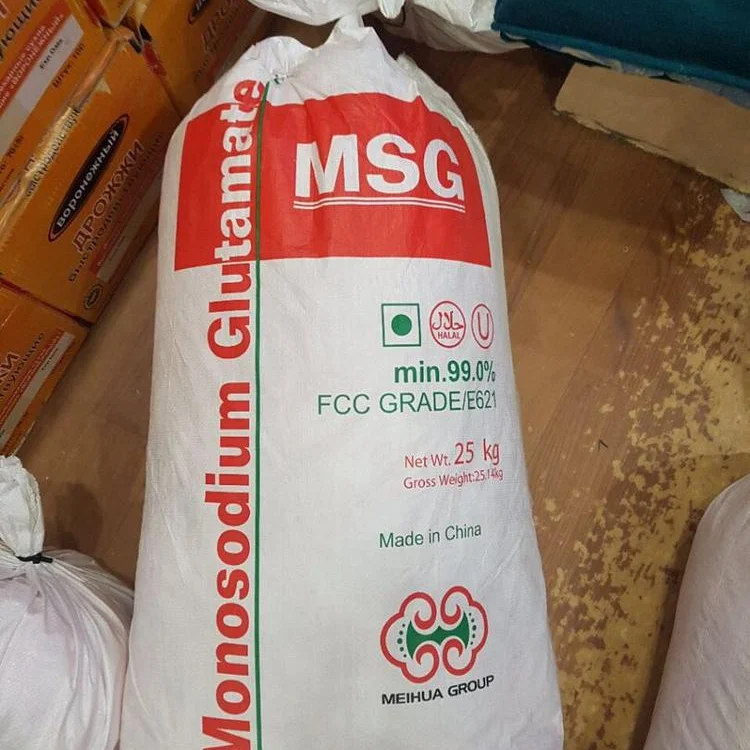 MSG
Monosodium Glutamate
حلال
HALAL
U
min.99.0%
FCC GRADE/E621
Net Wt. 25 kg
Gross Weight:25.14kg
Made in China
MEIHUA GROUP
ВОРОНЕЖСКИЕ
ДРОЖЖИ